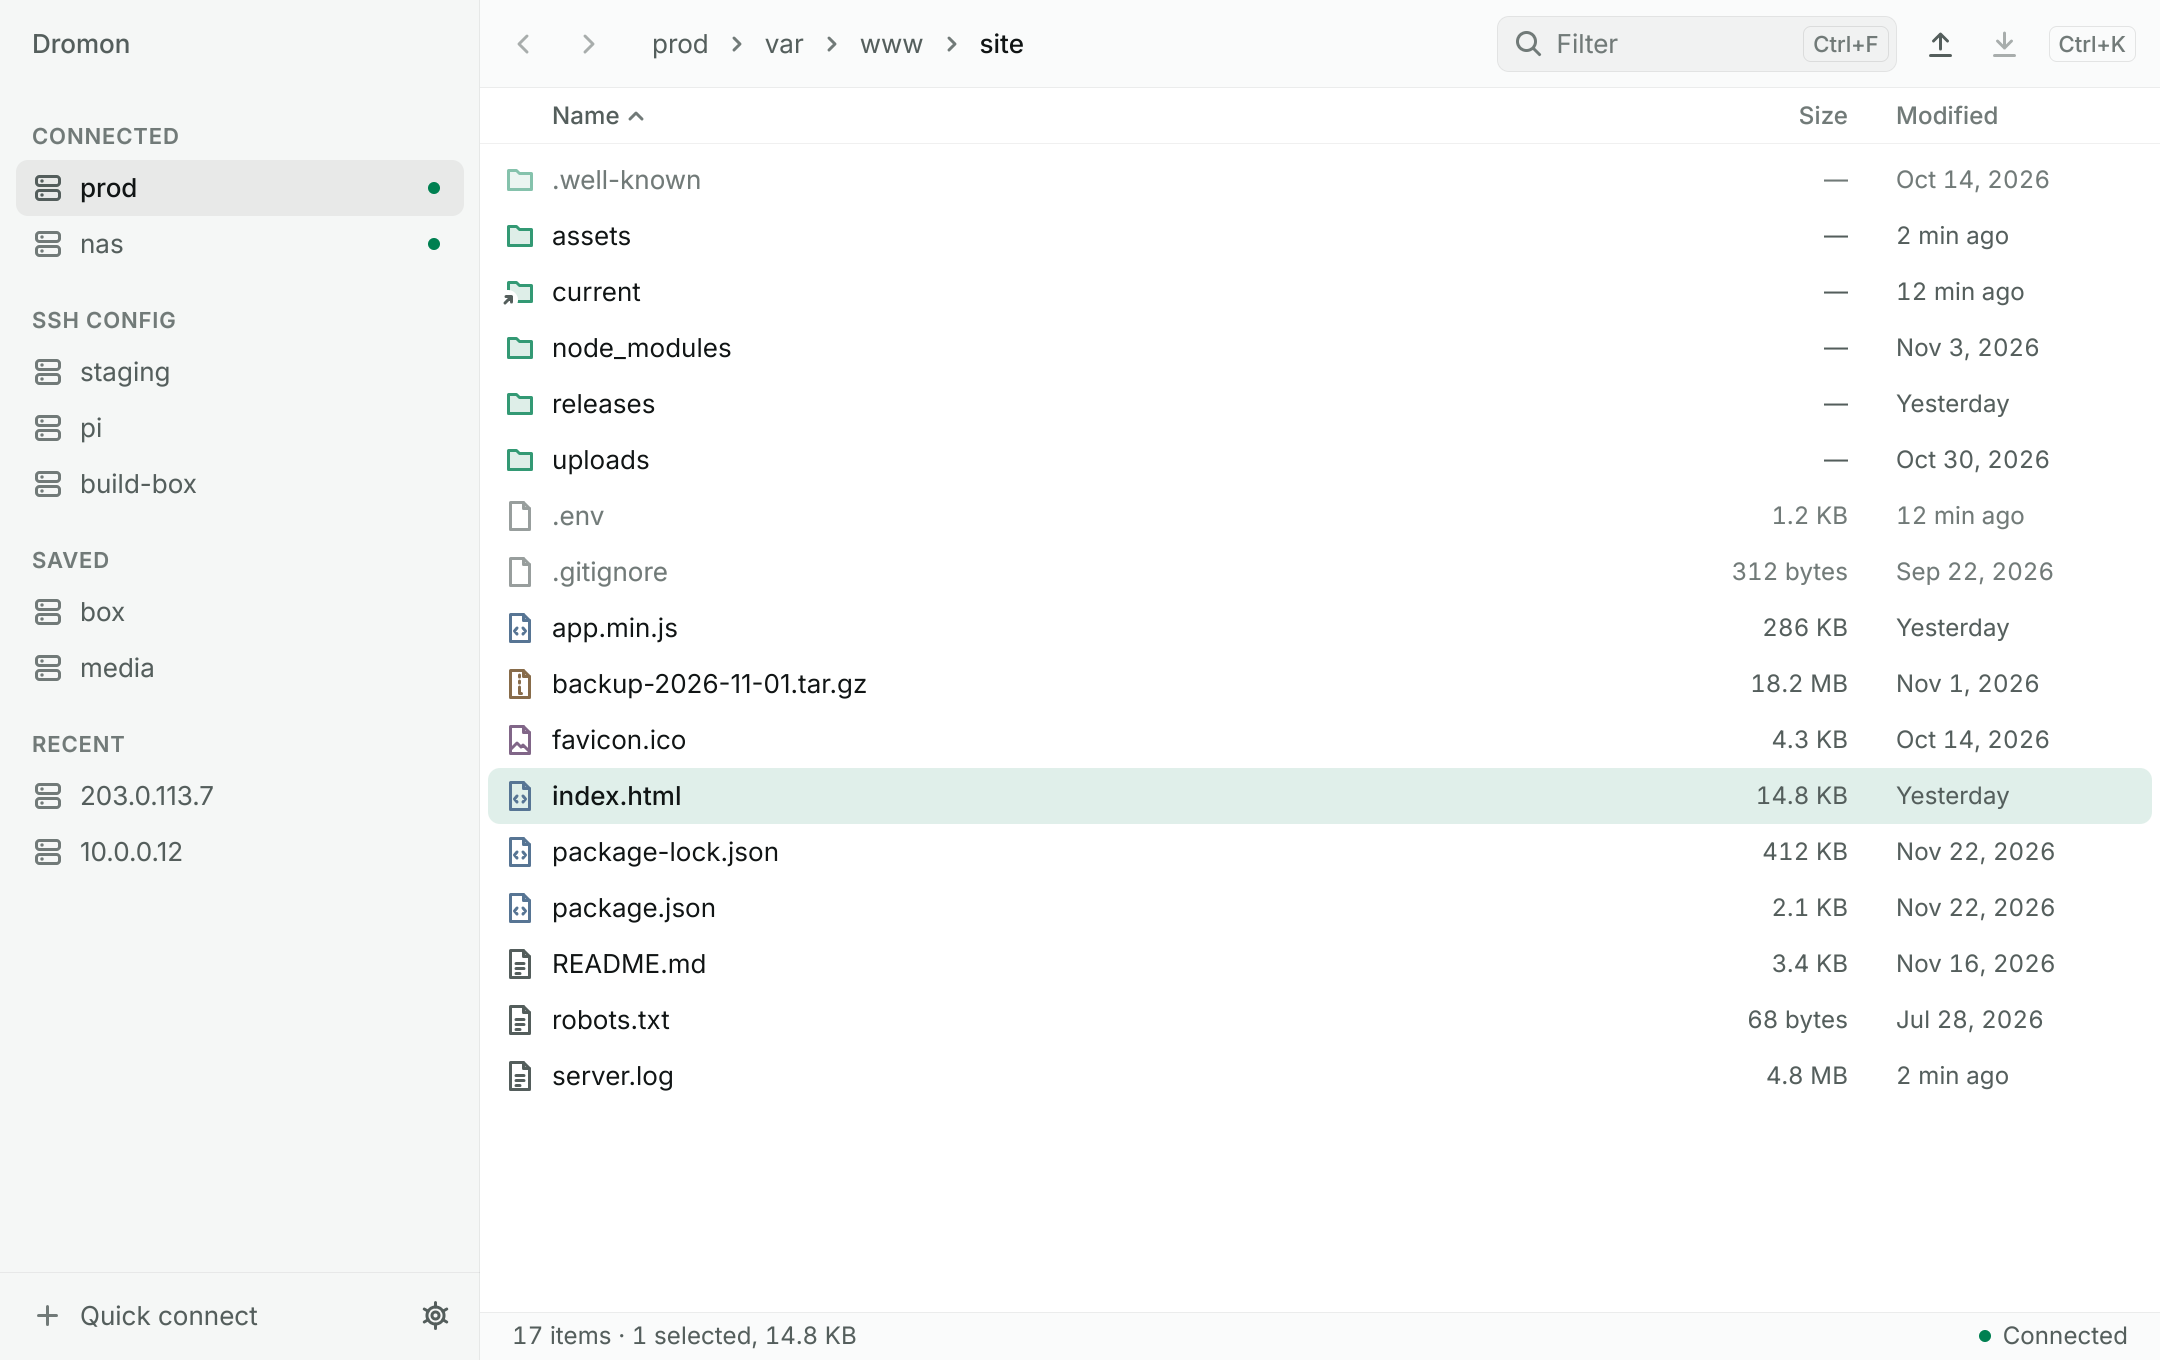 Dromon
CONNECTED
prod
nas
SSH CONFIG
staging
pi
build-box
SAVED
box
media
RECENT
203.0.113.7
10.0.0.12
Quick connect
prod > var > www > site
Filter Ctrl+F
Ctrl+K
Name Size Modified
.well-known — Oct 14, 2026
assets — 2 min ago
current — 12 min ago
node_modules — Nov 3, 2026
releases — Yesterday
uploads — Oct 30, 2026
.env 1.2 KB 12 min ago
.gitignore 312 bytes Sep 22, 2026
app.min.js 286 KB Yesterday
backup-2026-11-01.tar.gz 18.2 MB Nov 1, 2026
favicon.ico 4.3 KB Oct 14, 2026
index.html 14.8 KB Yesterday
package-lock.json 412 KB Nov 22, 2026
package.json 2.1 KB Nov 22, 2026
README.md 3.4 KB Nov 16, 2026
robots.txt 68 bytes Jul 28, 2026
server.log 4.8 MB 2 min ago
17 items · 1 selected, 14.8 KB
Connected